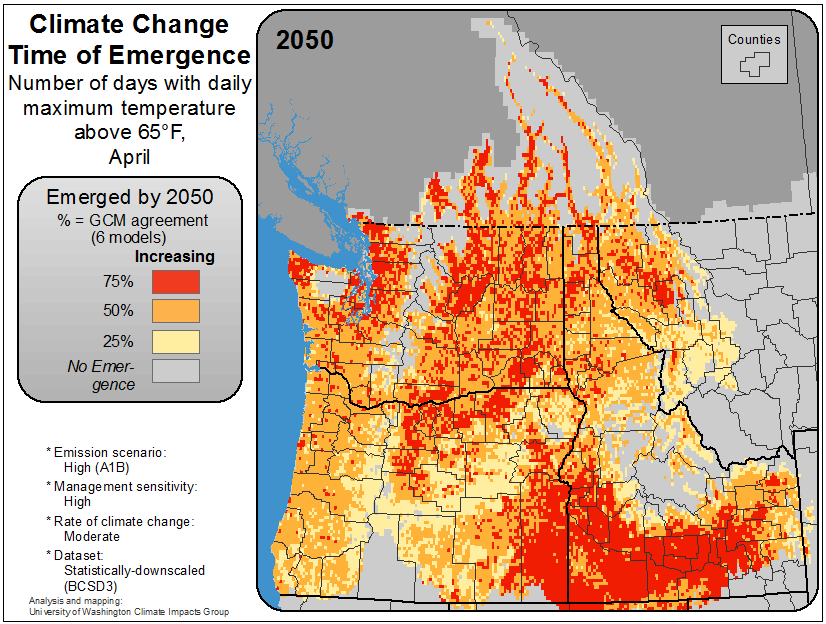 Climate Change
Time of Emergence
Number of days with daily
maximum temperature
above 65°F,
April
Emerged by 2050
% = GCM agreement
(6 models)
Increasing
75%
50%
25%
No Emer-
gence
* Emission scenario:
High (A1B)
* Management sensitivity:
High
* Rate of climate change:
Moderate
* Dataset:
Statistically-downscaled
(BCSD3)
Analysis and mapping:
University of Washington Climate Impacts Group
2050
Counties